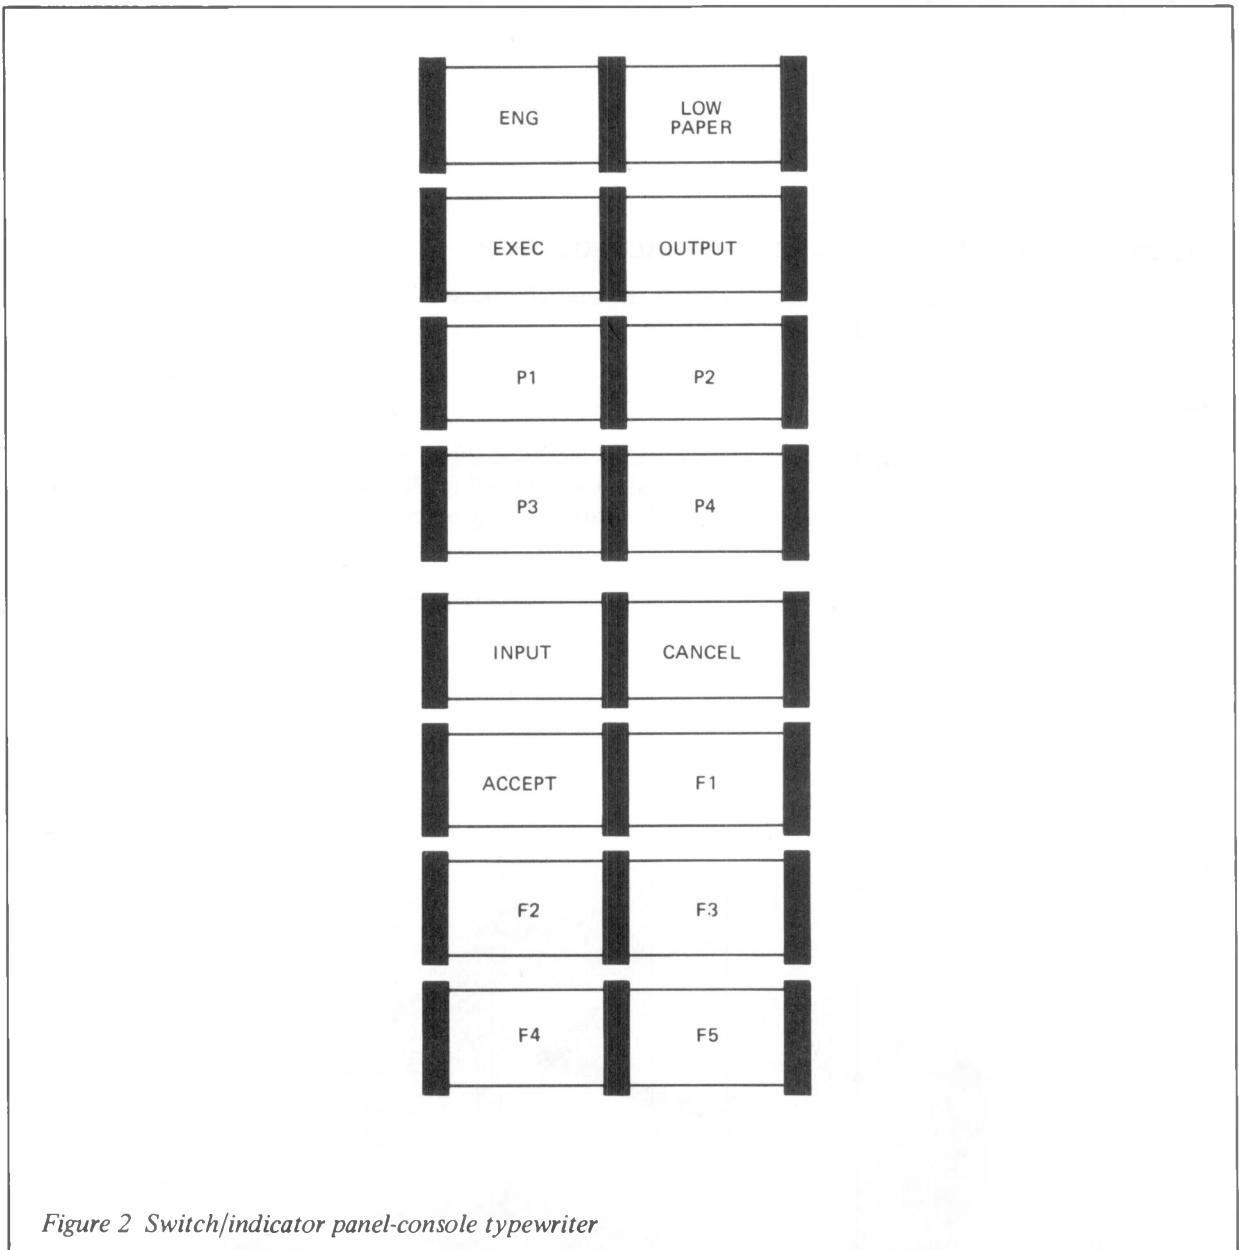 ENG
LOW
PAPER
EXEC
OUTPUT
P1
P2
P3
P4
INPUT
CANCEL
ACCEPT
F1
F2
F3
F4
F5
Figure 2 Switch/indicator panel-console typewriter